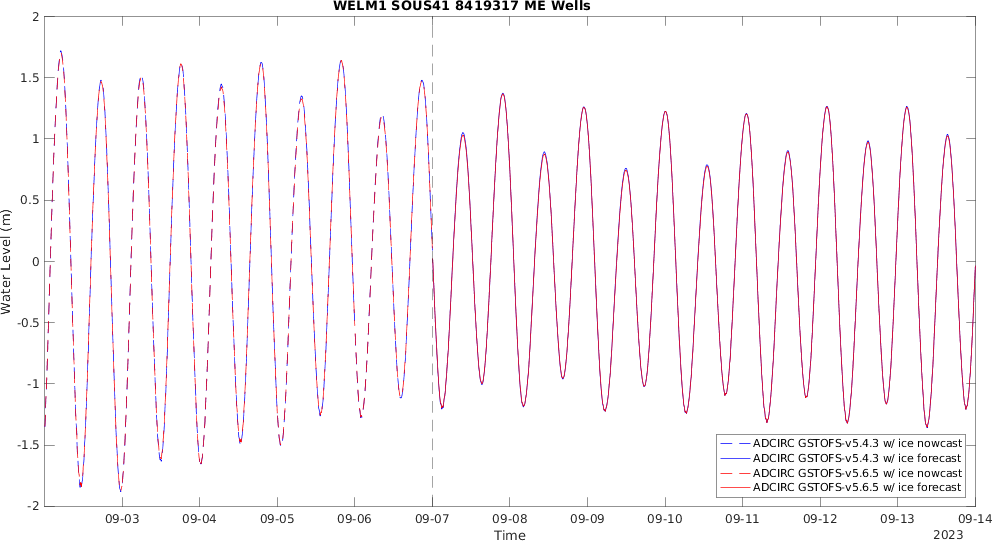 WELM1 SOUS41 8419317 ME Wells
2
1.5
1
0.5
0
-0.5
-1
-1.5
-2
Water Level (m)
ADCIRC GSTOFS-v5.4.3 w/ ice nowcast
ADCIRC GSTOFS-v5.4.3 w/ ice forecast
ADCIRC GSTOFS-v5.6.5 w/ ice nowcast
ADCIRC GSTOFS-v5.6.5 w/ ice forecast
09-03 09-04 09-05 09-06 09-07 09-08 09-09 09-10 09-11 09-12 09-13 09-14
Time
2023